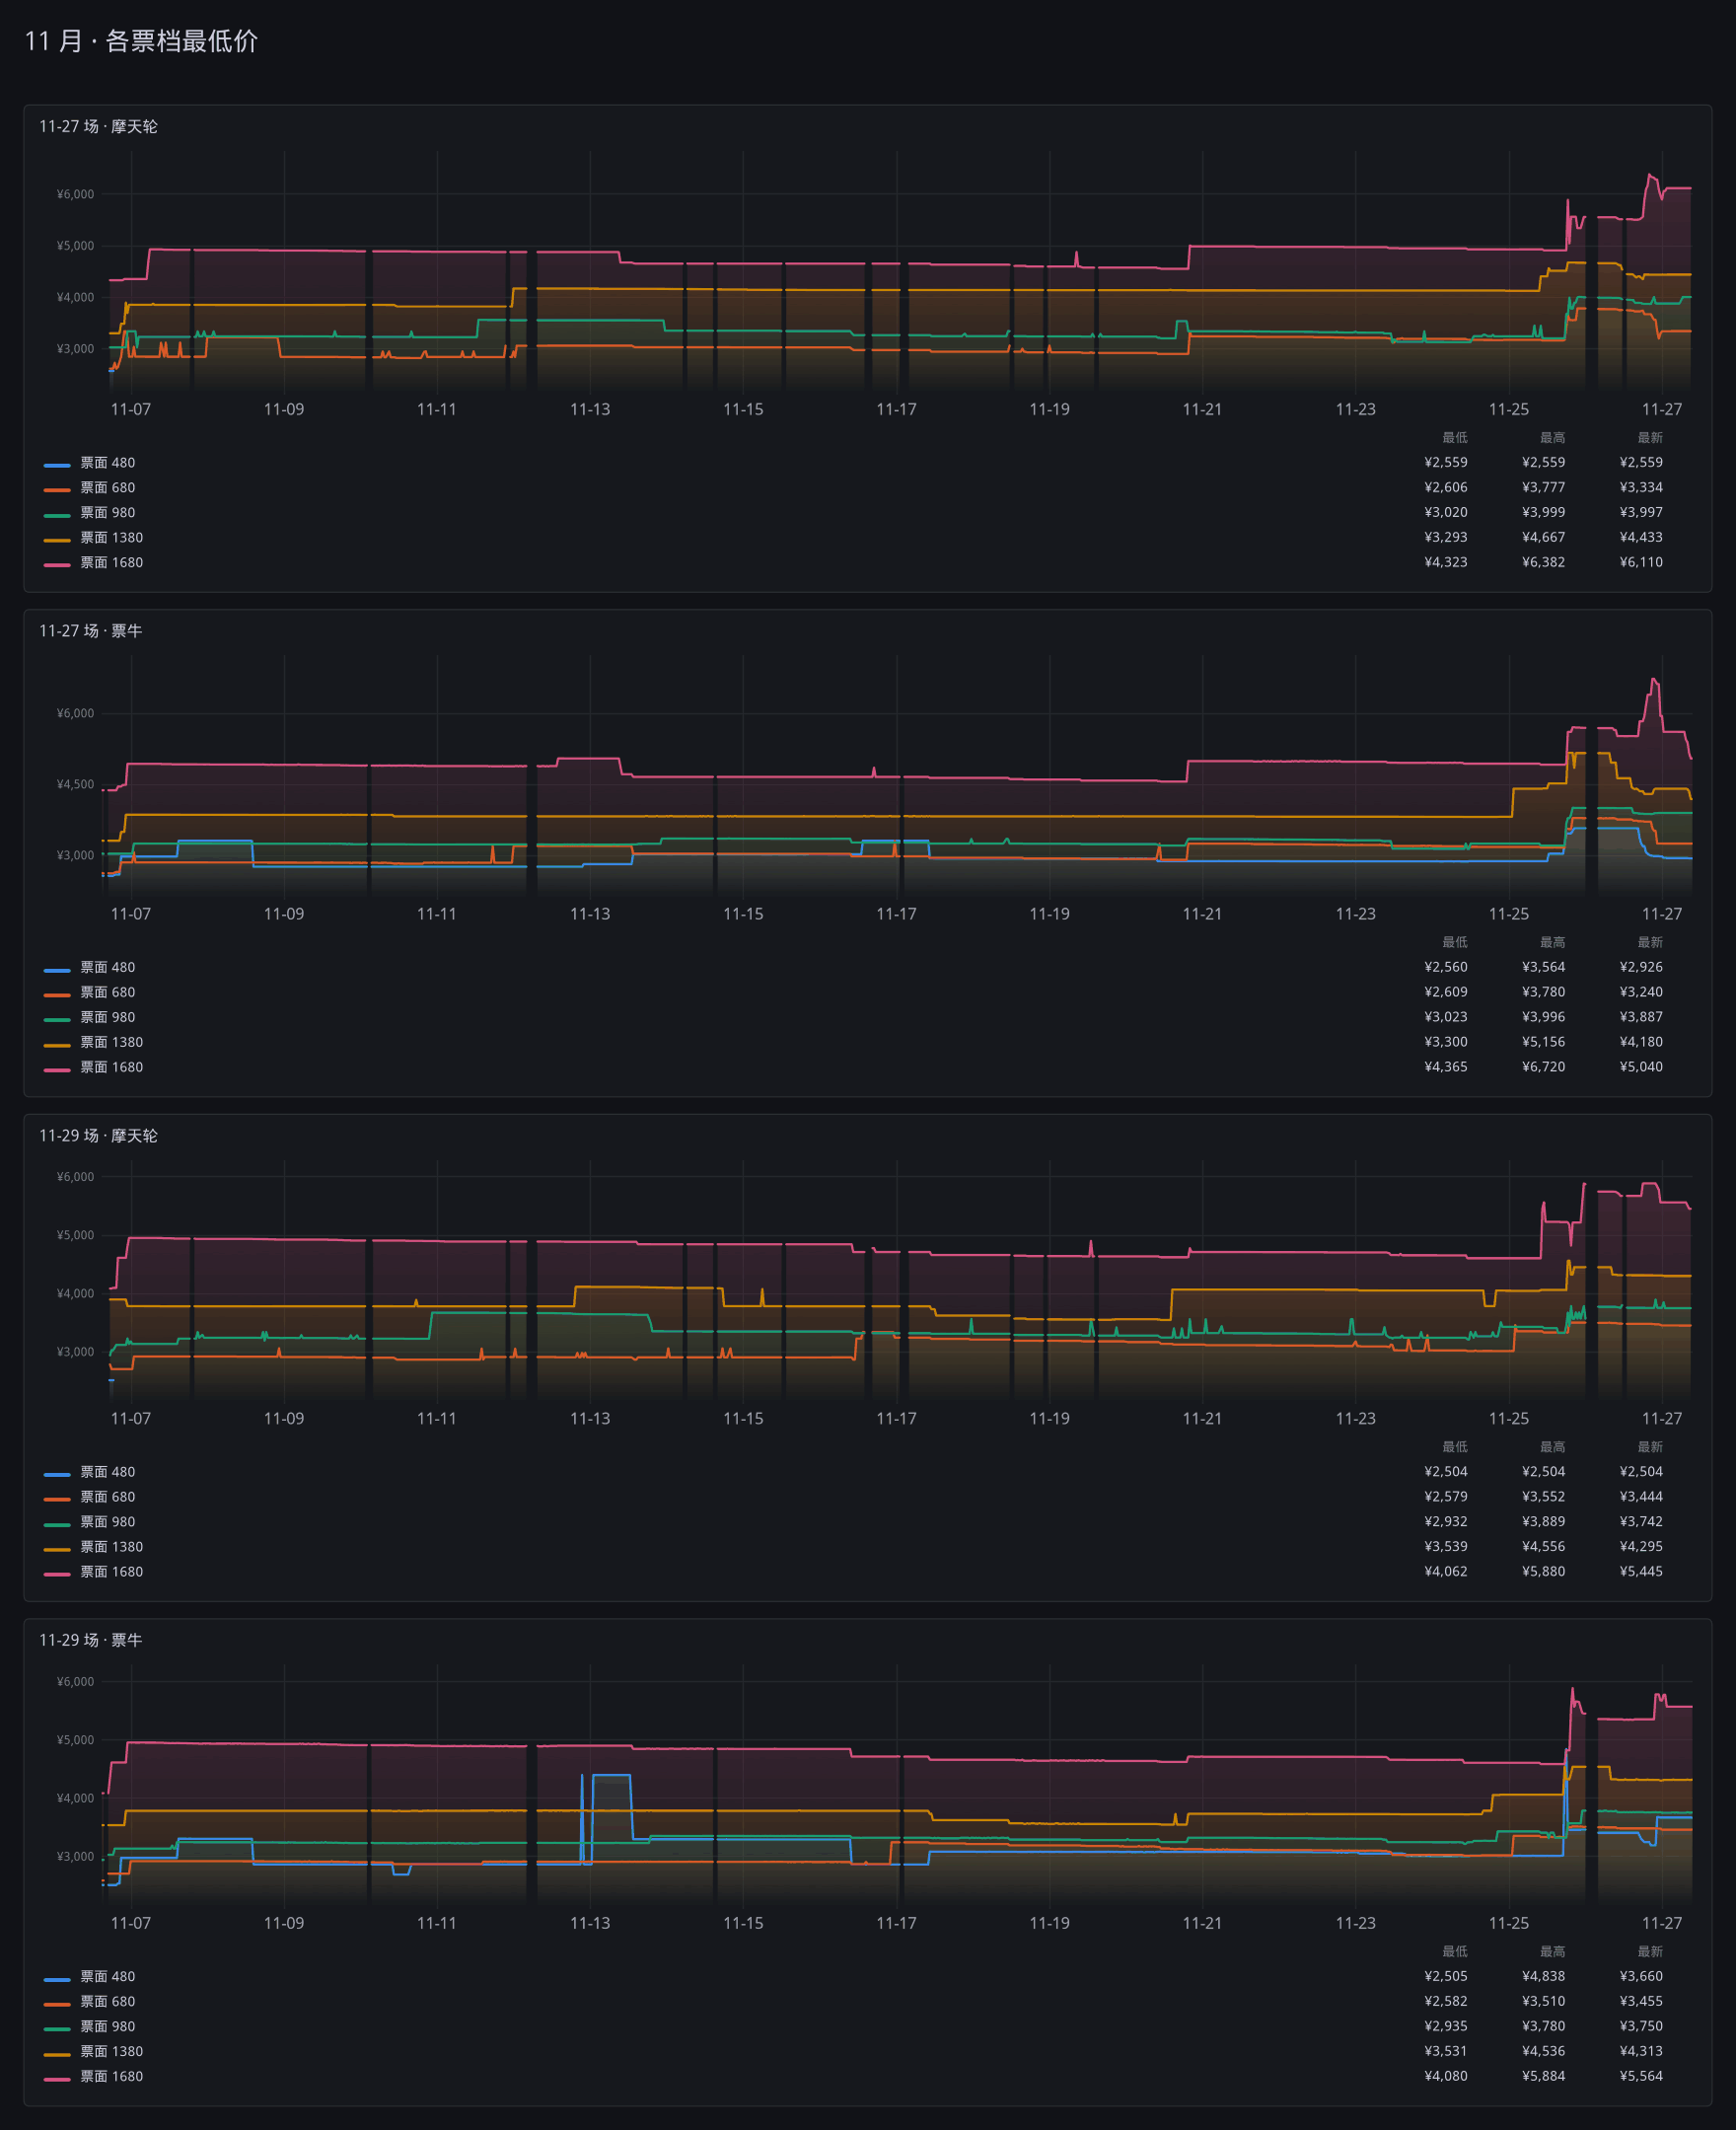 11 月 · 各票档最低价
11-27 场 · 摩天轮
¥6,000
¥5,000
¥4,000
¥3,000
11-07 11-09 11-11 11-13 11-15 11-17 11-19 11-21 11-23 11-25 11-27
最低 最高 最新
票面 480 ¥2,559 ¥2,559 ¥2,559
票面 680 ¥2,606 ¥3,777 ¥3,334
票面 980 ¥3,020 ¥3,999 ¥3,997
票面 1380 ¥3,293 ¥4,667 ¥4,433
票面 1680 ¥4,323 ¥6,382 ¥6,110
11-27 场 · 票牛
¥6,000
¥4,500
¥3,000
11-07 11-09 11-11 11-13 11-15 11-17 11-19 11-21 11-23 11-25 11-27
最低 最高 最新
票面 480 ¥2,560 ¥3,564 ¥2,926
票面 680 ¥2,609 ¥3,780 ¥3,240
票面 980 ¥3,023 ¥3,996 ¥3,887
票面 1380 ¥3,300 ¥5,156 ¥4,180
票面 1680 ¥4,365 ¥6,720 ¥5,040
11-29 场 · 摩天轮
¥6,000
¥5,000
¥4,000
¥3,000
11-07 11-09 11-11 11-13 11-15 11-17 11-19 11-21 11-23 11-25 11-27
最低 最高 最新
票面 480 ¥2,504 ¥2,504 ¥2,504
票面 680 ¥2,579 ¥3,552 ¥3,444
票面 980 ¥2,932 ¥3,889 ¥3,742
票面 1380 ¥3,539 ¥4,556 ¥4,295
票面 1680 ¥4,062 ¥5,880 ¥5,445
11-29 场 · 票牛
¥6,000
¥5,000
¥4,000
¥3,000
11-07 11-09 11-11 11-13 11-15 11-17 11-19 11-21 11-23 11-25 11-27
最低 最高 最新
票面 480 ¥2,505 ¥4,838 ¥3,660
票面 680 ¥2,582 ¥3,510 ¥3,455
票面 980 ¥2,935 ¥3,780 ¥3,750
票面 1380 ¥3,531 ¥4,536 ¥4,313
票面 1680 ¥4,080 ¥5,884 ¥5,564